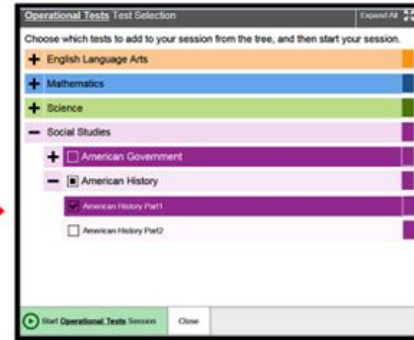 Operational Tests Test Selection Expand All
Choose which tests to add to your session from the tree, and then start your session.
English Language Arts
Mathematics
Science
Social Studies
American Government
American History
American History Part1
American History Part2
Start Operational Tests Session Close